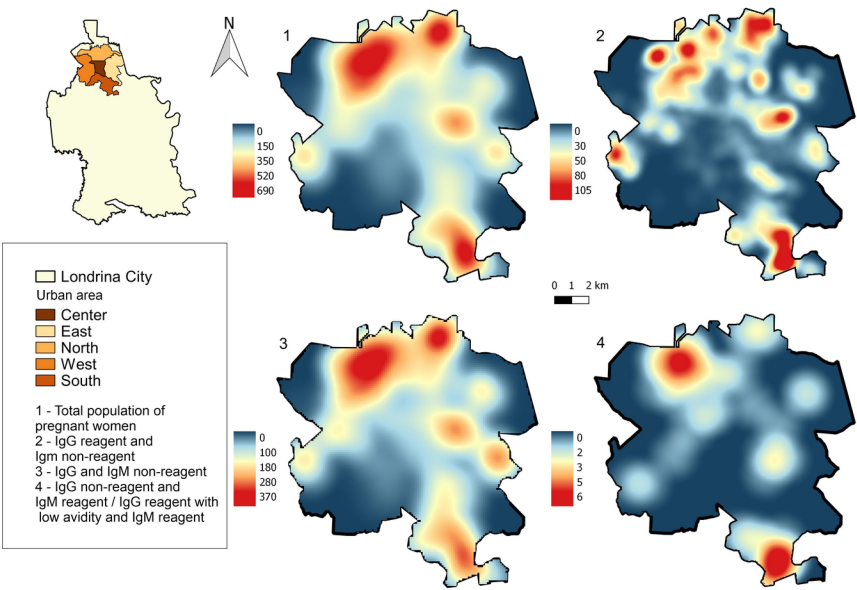 N
1
0
150
350
520
690
2
0
30
50
80
105
0 1 2 km
Londrina City
Urban area
Center
East
North
West
South
1 - Total population of
pregnant women
2 - IgG reagent and
Igm non-reagent
3 - IgG and IgM non-reagent
4 - IgG non-reagent and
IgM reagent / IgG reagent with
low avidity and IgM reagent
3
0
100
180
280
370
4
0
2
3
5
6